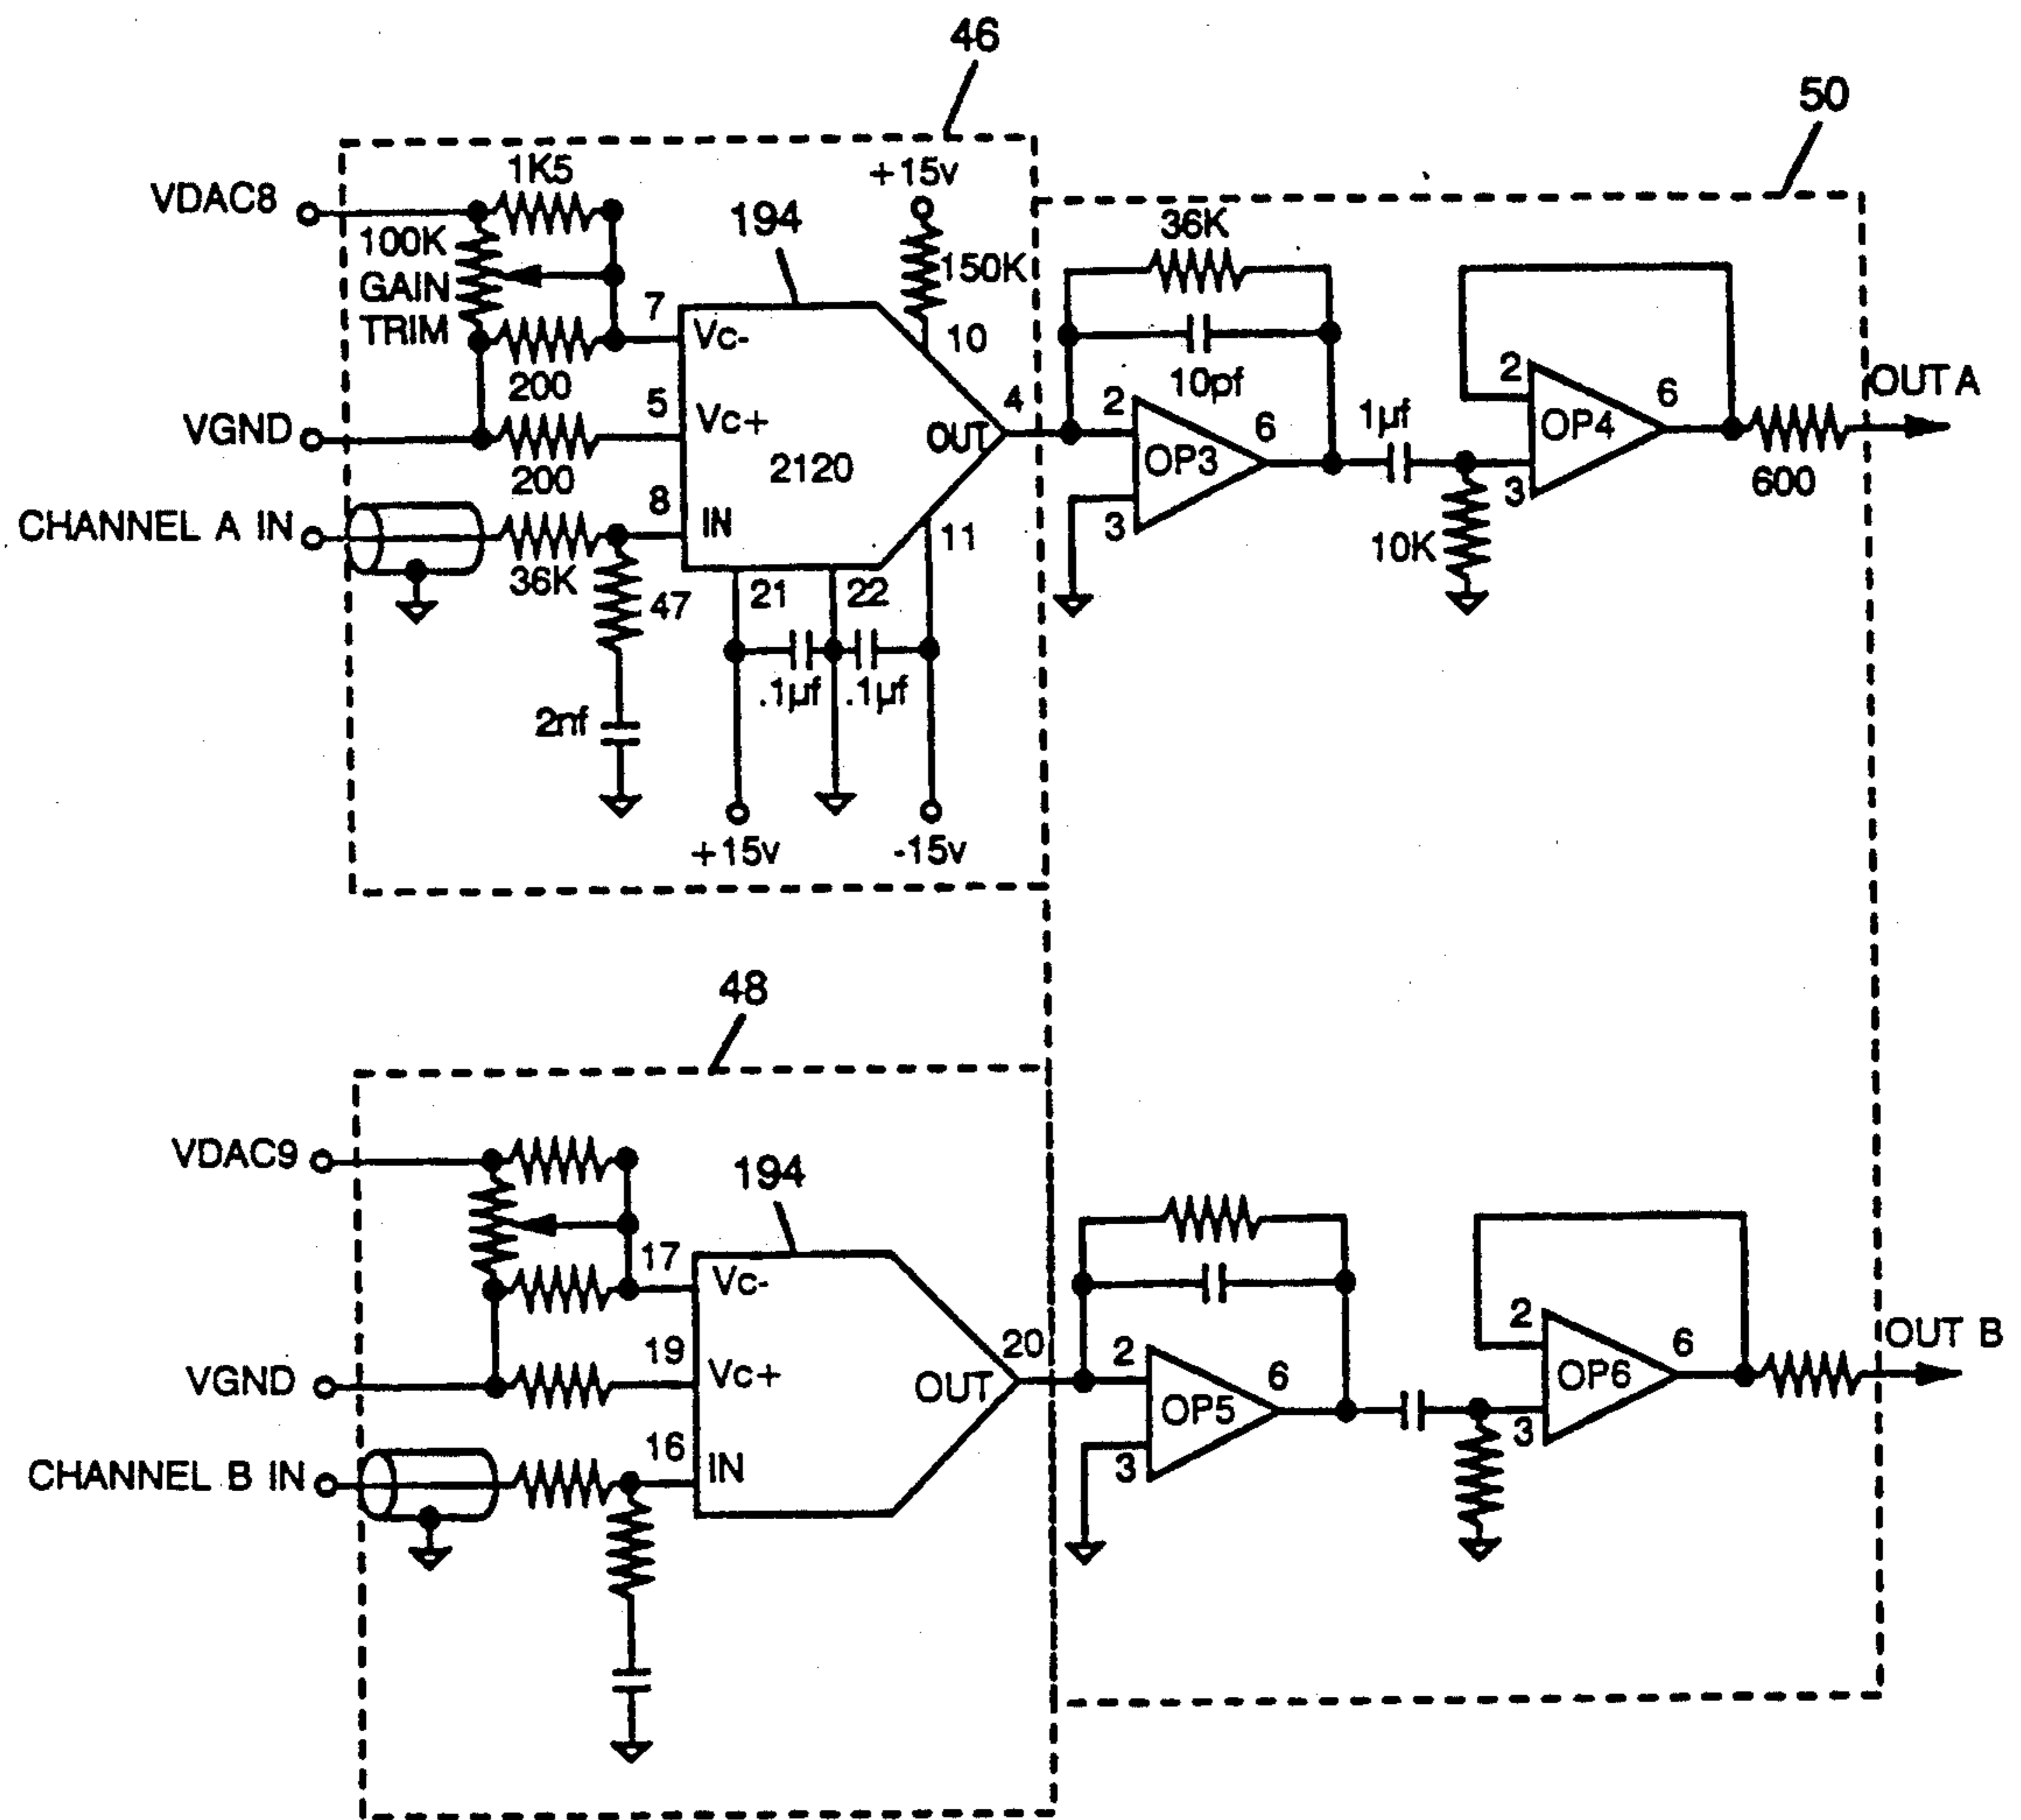 46
50
VDAC8
1K5
+15v
100K
GAIN
TRIM
194
150K
36K
7
Vc-
10
10pf
200
5
Vc+
4
OUT
2120
VGND
200
8
IN
11
CHANNEL A IN
36K
47
21
22
2
OP3
6
3
1µf
10K
2
OP4
6
3
600
OUT A
.1µf
.1µf
2nf
+15v
-15v
48
VDAC9
194
17
Vc-
19
Vc+
20
OUT
VGND
16
IN
CHANNEL B IN
2
OP5
6
3
2
OP6
6
3
OUT B